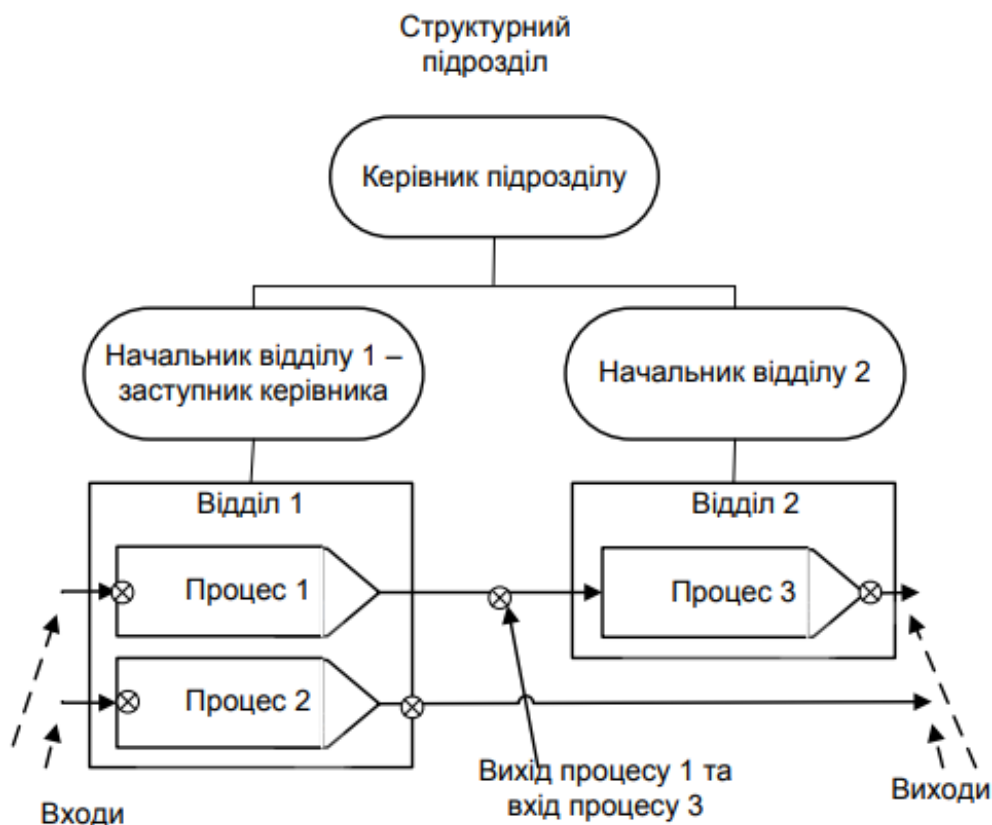 Структурний
підрозділ
Керівник підрозділу
Начальник відділу 1 –
заступник керівника
Начальник відділу 2
Відділ 1
Відділ 2
Процес 1
Процес 3
Процес 2
Вихід процесу 1 та
вхід процесу 3
Входи
Виходи